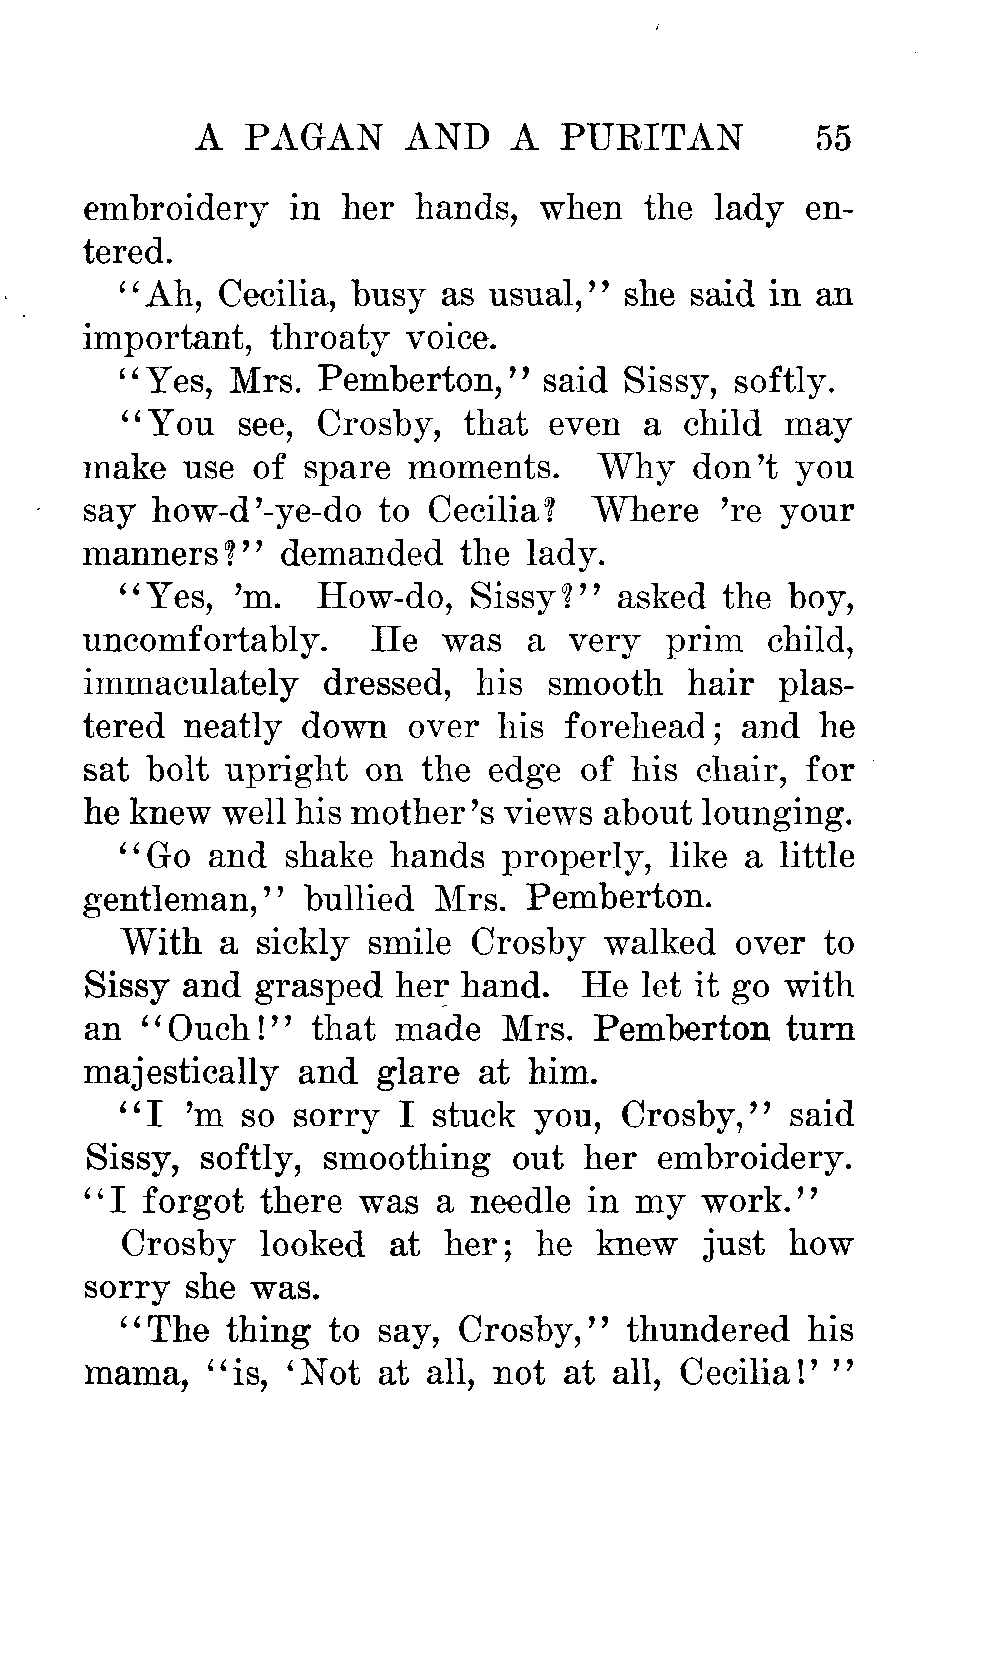 A PAGAN AND A PURITAN 55
embroidery in her hands, when the lady en-
tered.
"Ah, Cecilia, busy as usual," she said in an
important, throaty voice.
"Yes, Mrs. Pemberton," said Sissy, softly.
"You see, Crosby, that even a child may
make use of spare moments. Why don't you
say how-d'-ye-do to Cecilia? Where 're your
manners?" demanded the lady.
"Yes, 'm. How-do, Sissy?" asked the boy,
uncomfortably. He was a very prim child,
immaculately dressed, his smooth hair plas-
tered neatly down over his forehead; and he
sat bolt upright on the edge of his chair, for
he knew well his mother's views about lounging.
"Go and shake hands properly, like a little
gentleman," bullied Mrs. Pemberton.
With a sickly smile Crosby walked over to
Sissy and grasped her hand. He let it go with
an "Ouch!" that made Mrs. Pemberton turn
majestically and glare at him.
"I 'm so sorry I stuck you, Crosby," said
Sissy, softly, smoothing out her embroidery.
"I forgot there was a needle in my work."
Crosby looked at her; he knew just how
sorry she was.
"The thing to say, Crosby," thundered his
mama, "is, 'Not at all, not at all, Cecilia!' "